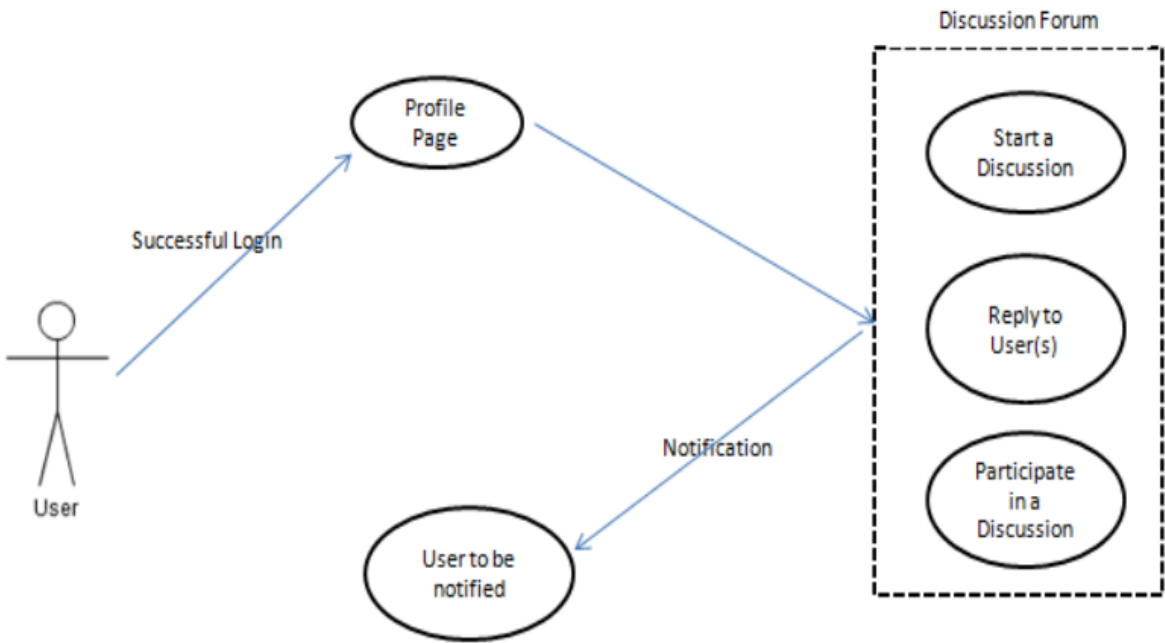 Discussion Forum
Profile
Page
Start a
Discussion
Successful Login
Reply to
User(s)
Notification
User
Participate
in a
Discussion
User to be
notified